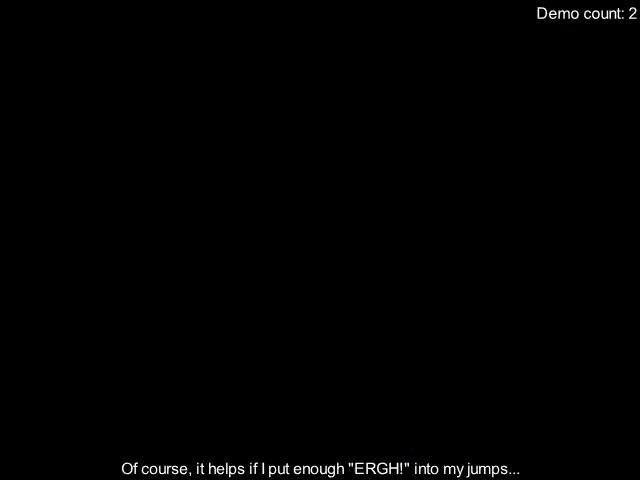 Demo count: 2
Of course, it helps if I put enough "ERGH!" into my jumps...